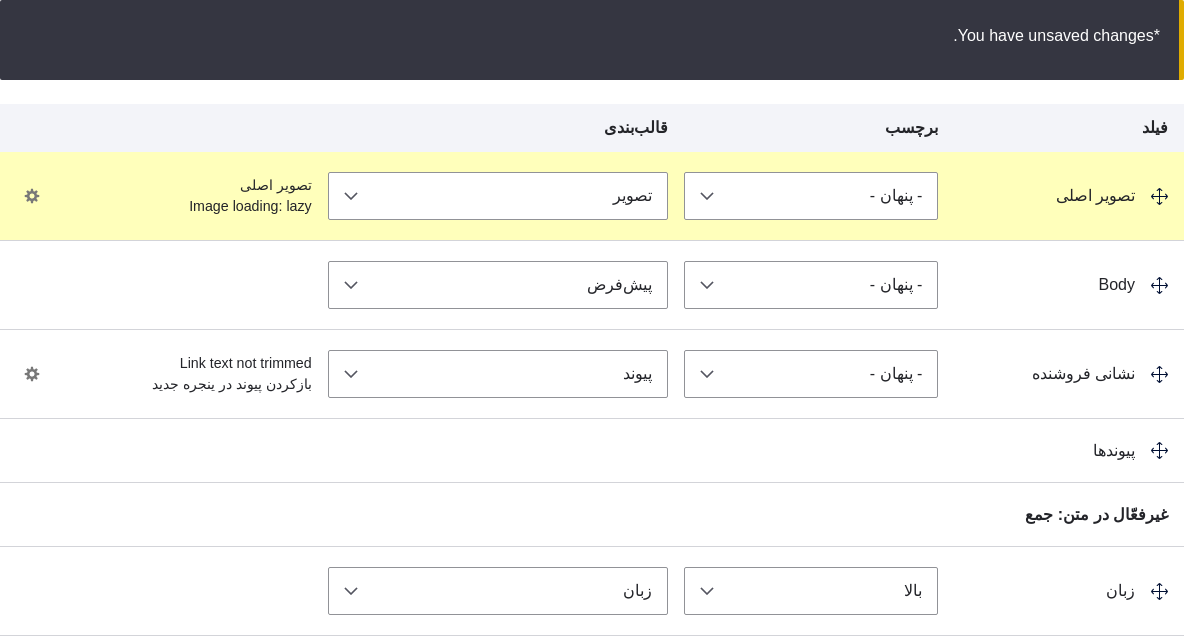 *You have unsaved changes.
فیلد برچسب قالب‌بندی
تصویر اصلی - پنهان - تصویر تصویر اصلی
Image loading: lazy
Body - پنهان - پیش‌فرض
نشانی فروشنده - پنهان - پیوند Link text not trimmed
بازکردن پیوند در پنجره جدید
پیوندها
غیرفعّال در متن: جمع
زبان بالا زبان